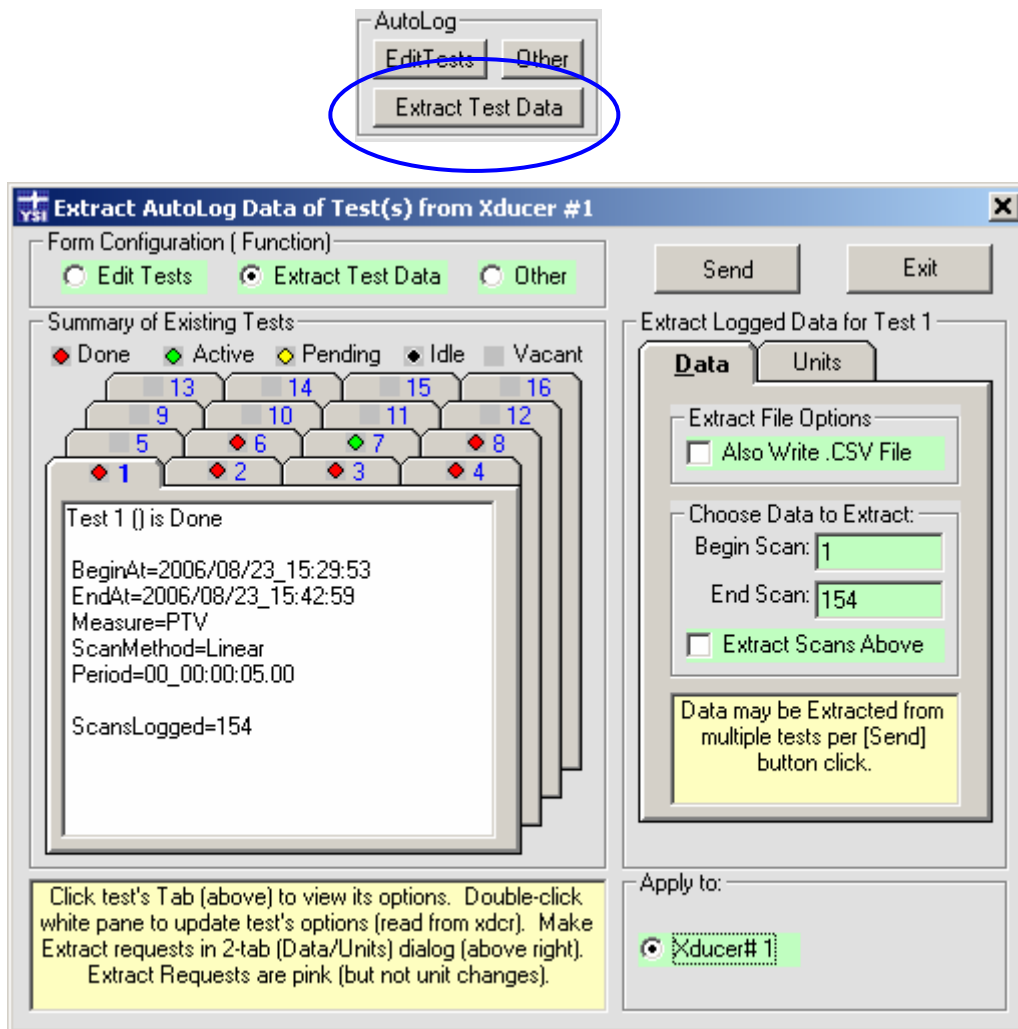 AutoLog
EditTests Other
Extract Test Data
YSI Extract AutoLog Data of Test(s) from Xducer #1
Form Configuration ( Function)
Edit Tests Extract Test Data Other
Send Exit
Summary of Existing Tests
Done Active Pending Idle Vacant
13 14 15 16
9 10 11 12
5 6 7 8
1 2 3 4
Test 1 () is Done
BeginAt=2006/08/23_15:29:53
EndAt=2006/08/23_15:42:59
Measure=PTV
ScanMethod=Linear
Period=00_00:00:05.00
ScansLogged=154
Click test's Tab (above) to view its options. Double-click
white pane to update test's options (read from xdcr). Make
Extract requests in 2-tab (Data/Units) dialog (above right).
Extract Requests are pink (but not unit changes).
Extract Logged Data for Test 1
Data Units
Extract File Options
Also Write .CSV File
Choose Data to Extract:
Begin Scan: 1
End Scan: 154
Extract Scans Above
Data may be Extracted from
multiple tests per [Send]
button click.
Apply to:
Xducer# 1